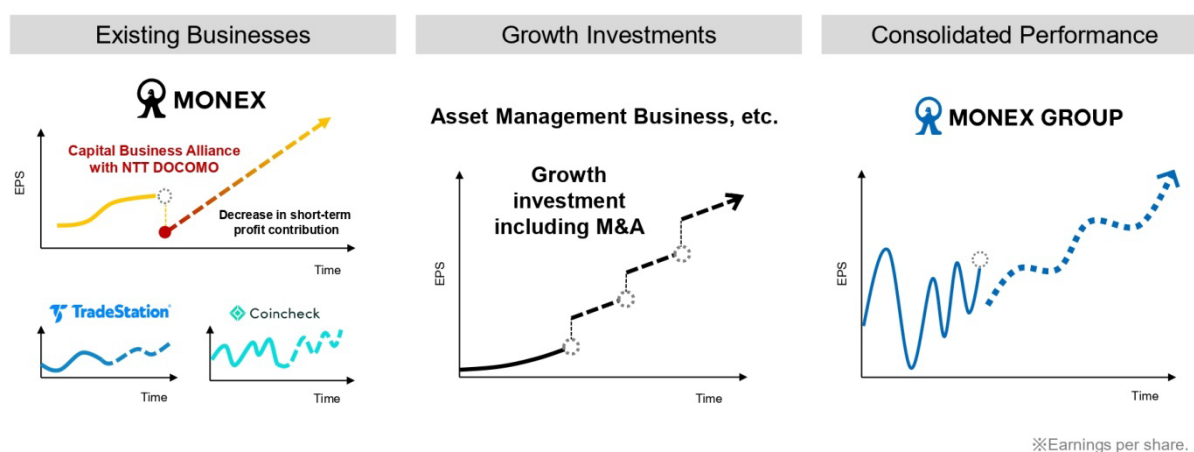 Existing Businesses
MONEX
Capital Business Alliance
with NTT DOCOMO
EPS
Decrease in short-term
profit contribution
Time
TradeStation®
Time
Coincheck
Time
Growth Investments
Asset Management Business, etc.
Growth
investment
including M&A
EPS
Time
Consolidated Performance
MONEX GROUP
EPS
Time
※Earnings per share.